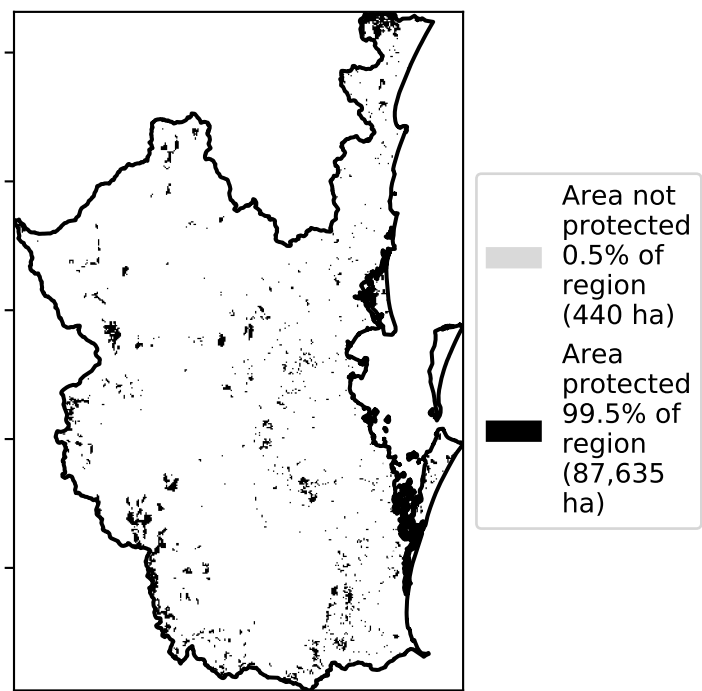 Area not
protected
0.5% of
region
(440 ha)
Area
protected
99.5% of
region
(87,635
ha)